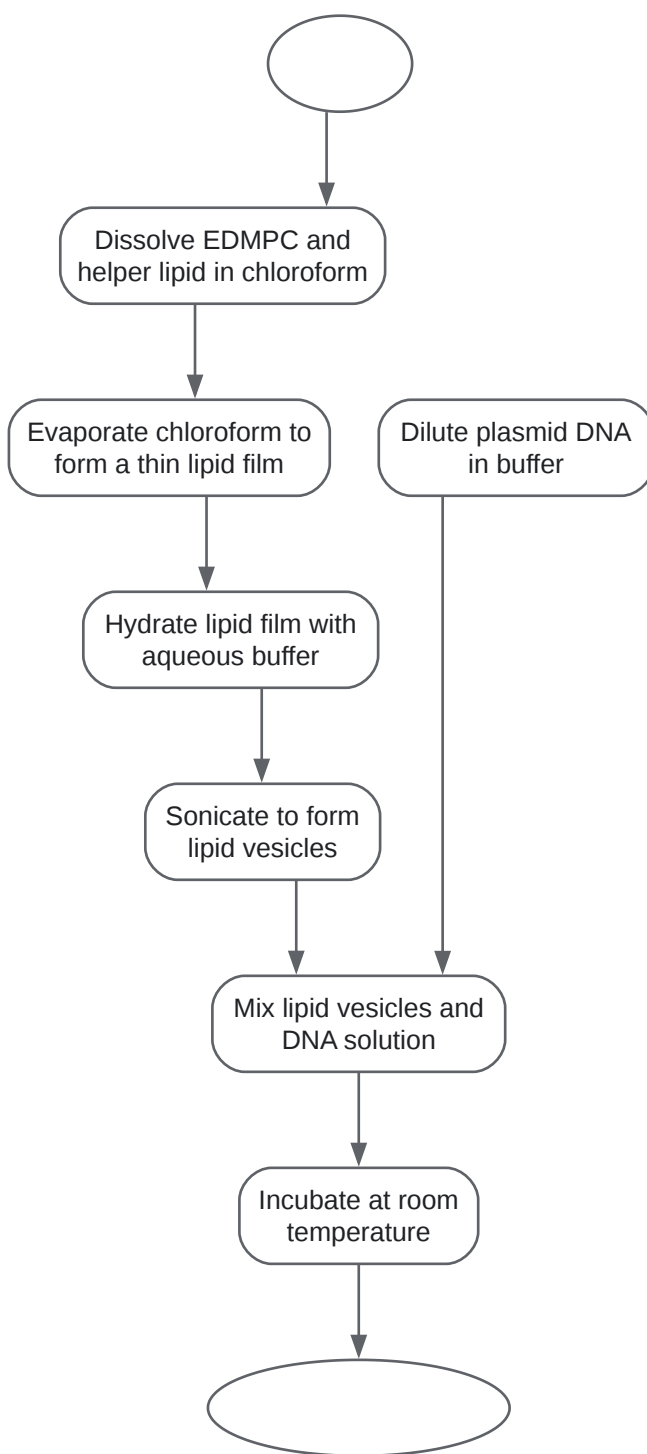 Dissolve EDMPC and
helper lipid in chloroform
Evaporate chloroform to
form a thin lipid film
Dilute plasmid DNA
in buffer
Hydrate lipid film with
aqueous buffer
Sonicate to form
lipid vesicles
Mix lipid vesicles and
DNA solution
Incubate at room
temperature